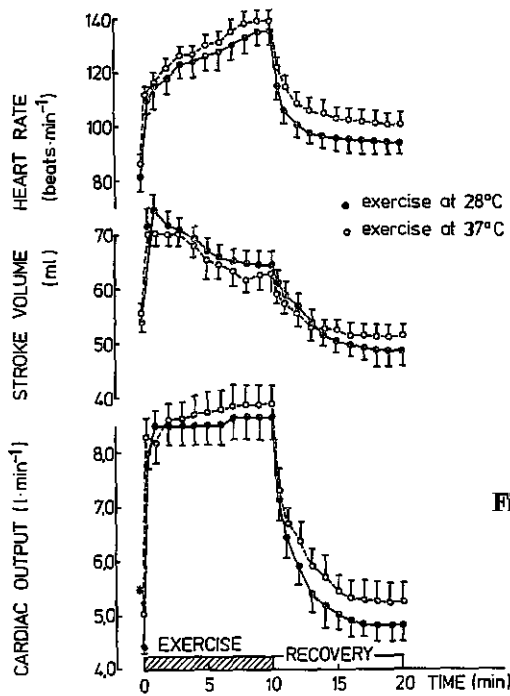 HEART RATE
(beats·min⁻¹)
140
120
100
80
exercise at 28°C
exercise at 37°C
STROKE VOLUME
(ml)
70
60
50
40
CARDIAC OUTPUT (l·min⁻¹)
8,0
7,0
6,0
5,0
4,0
*
EXERCISE
RECOVERY
0
5
10
15
20
TIME (min)
Fi